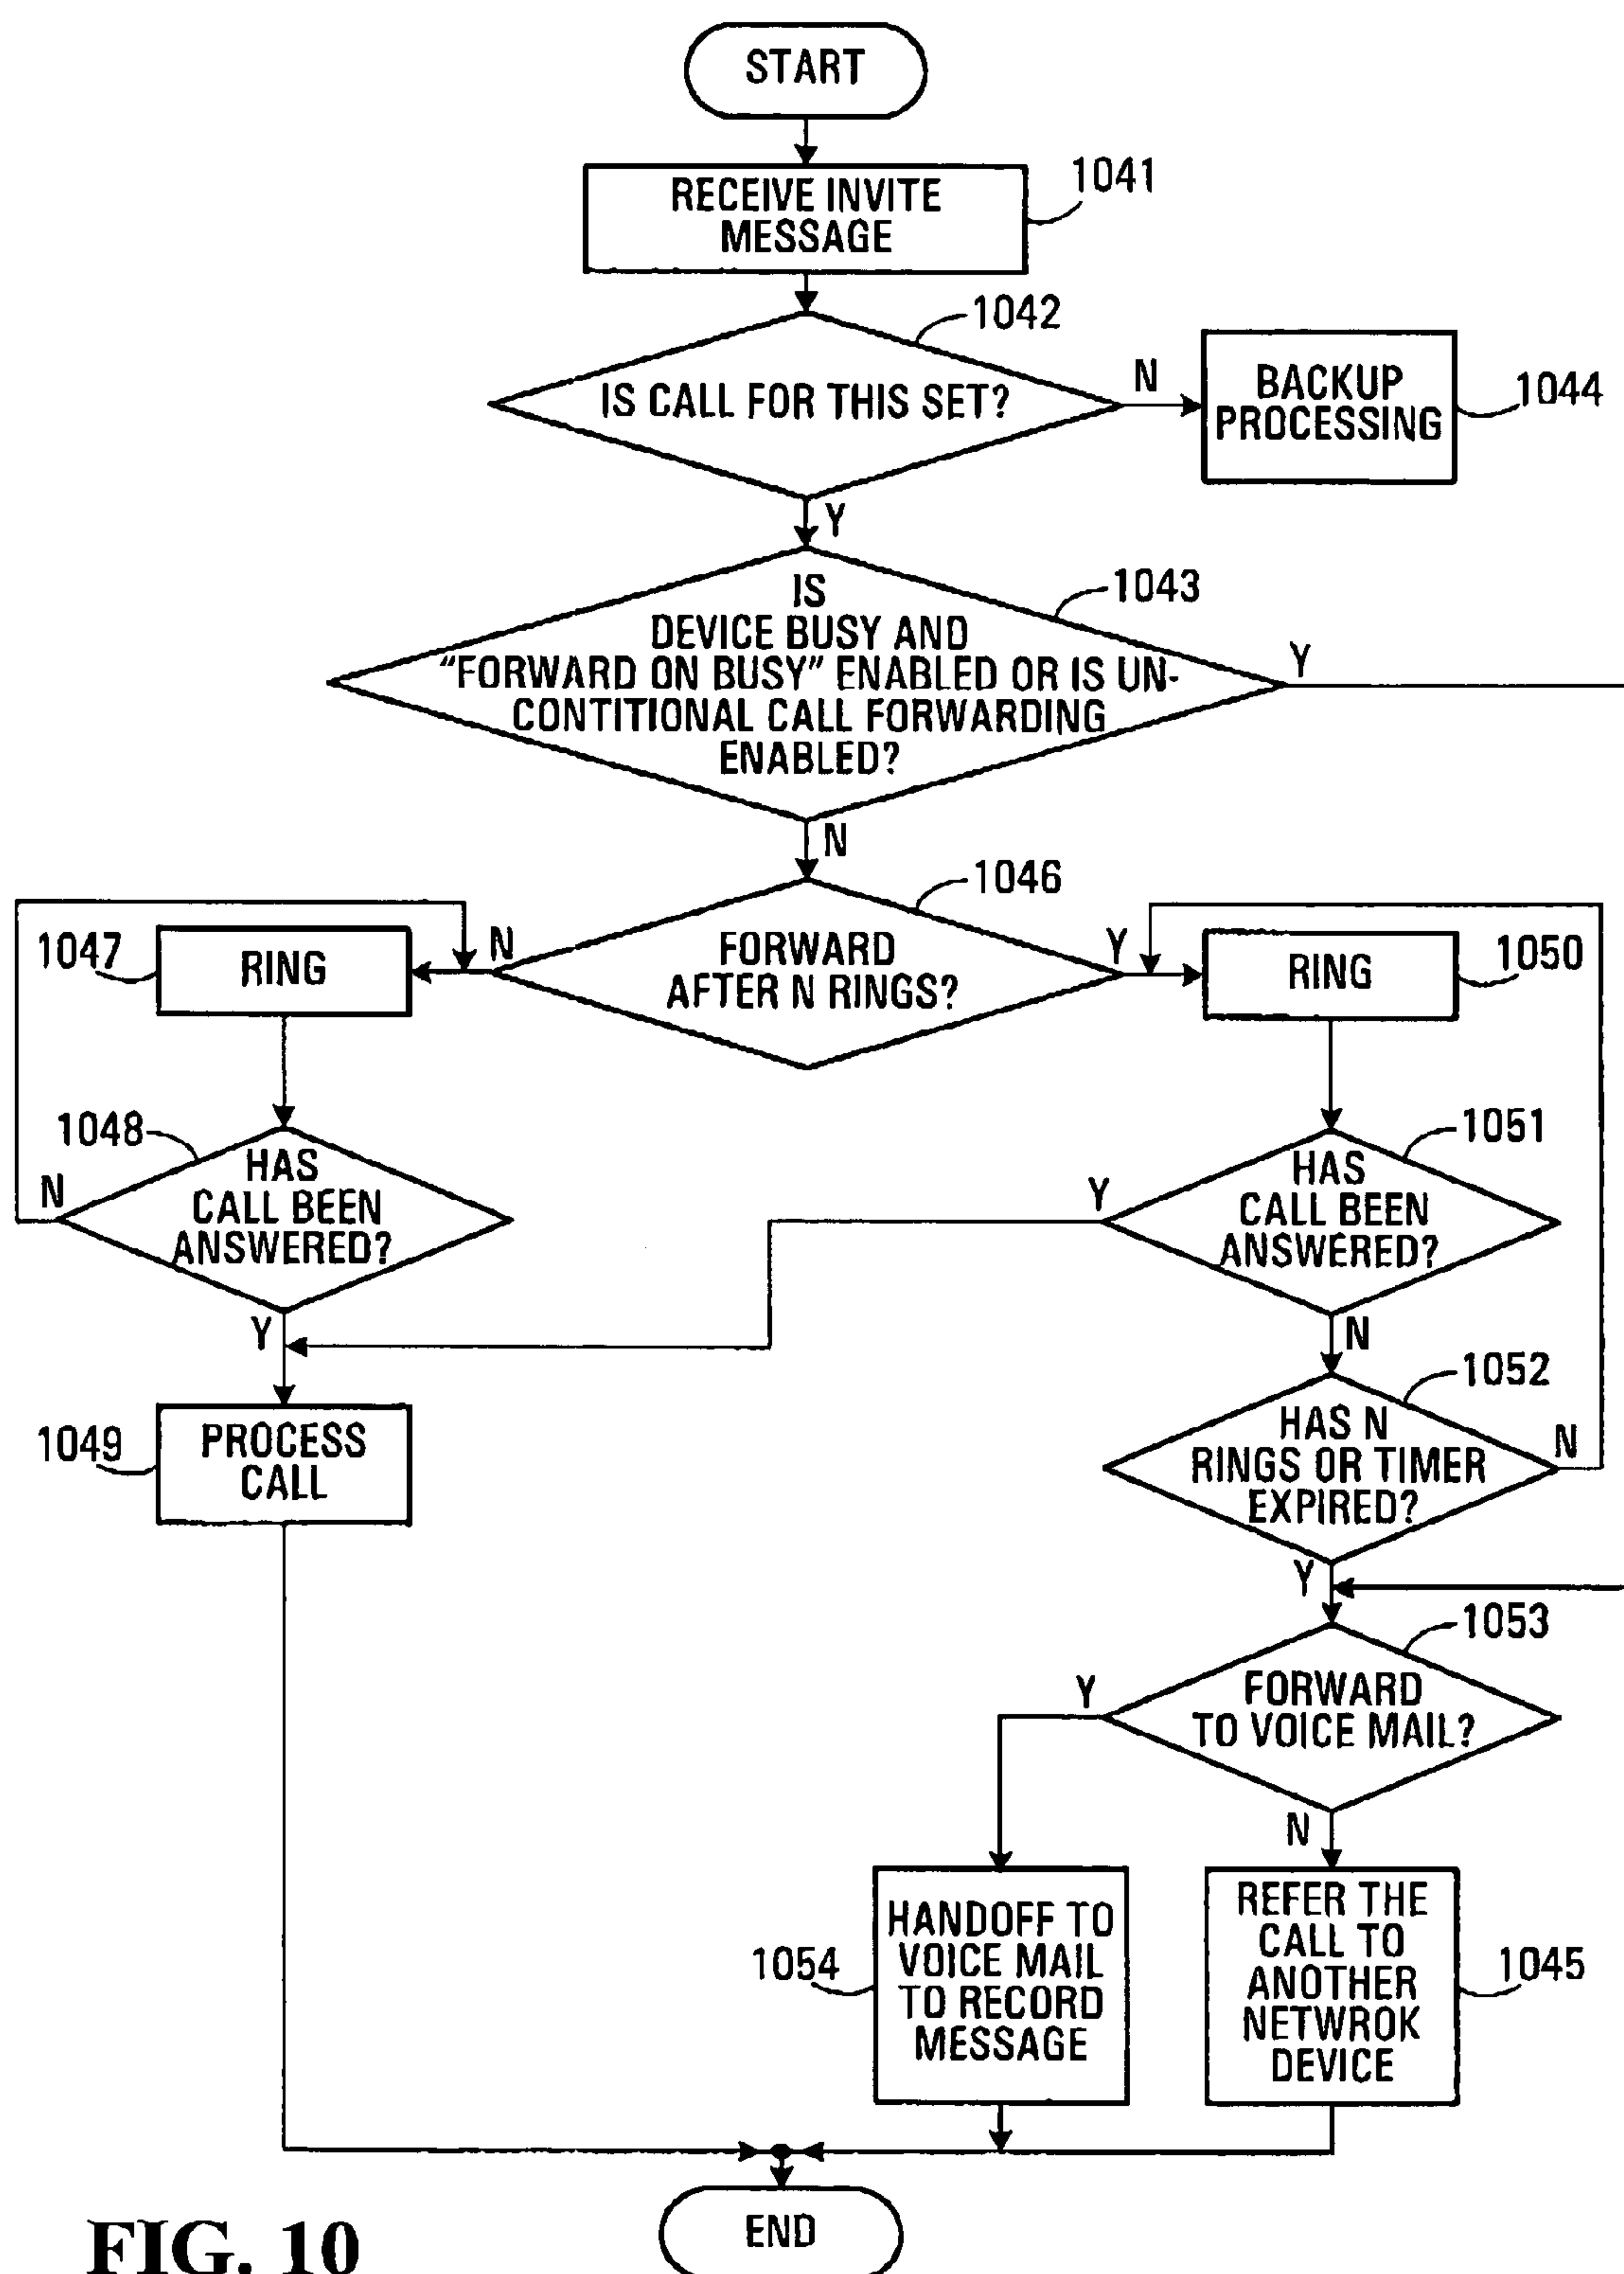 START
RECEIVE INVITE
MESSAGE
1041
1042
IS CALL FOR THIS SET?
N
BACKUP
PROCESSING
1044
Y
1043
IS
DEVICE BUSY AND
“FORWARD ON BUSY” ENABLED OR IS UN-
CONTITIONAL CALL FORWARDING
ENABLED?
Y
N
1046
FORWARD
AFTER N RINGS?
N
Y
1047
RING
RING
1050
1048
HAS
CALL BEEN
ANSWERED?
N
Y
1051
HAS
CALL BEEN
ANSWERED?
Y
N
1049
PROCESS
CALL
1052
HAS N
RINGS OR TIMER
EXPIRED?
N
Y
1053
FORWARD
TO VOICE MAIL?
Y
N
1054
HANDOFF TO
VOICE MAIL
TO RECORD
MESSAGE
REFER THE
CALL TO
ANOTHER
NETWROK
DEVICE
1045
END
FIG. 10